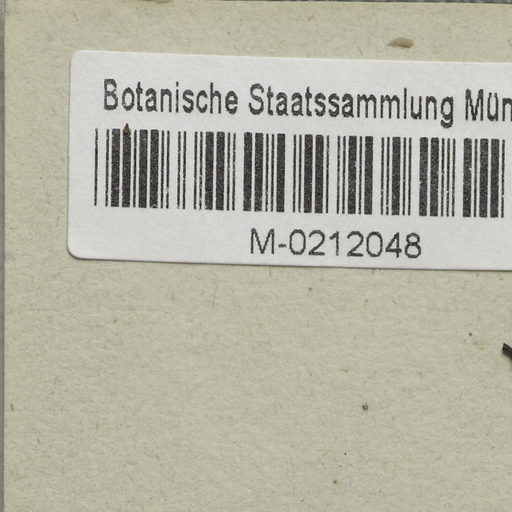 Botanische Staatssammlung Mün
M-0212048